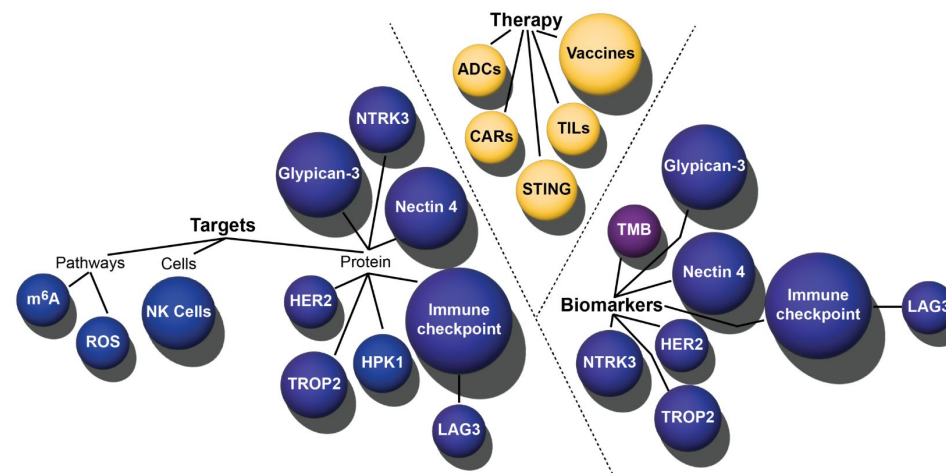 Therapy
ADCs
Vaccines
CARs
TILs
STING
Targets
Pathways
Cells
Protein
m⁶A
ROS
NK Cells
NTRK3
Glypican-3
Nectin 4
HER2
TROP2
HPK1
Immune
checkpoint
LAG3
Biomarkers
TMB
Glypican-3
Nectin 4
Immune
checkpoint
LAG3
HER2
NTRK3
TROP2